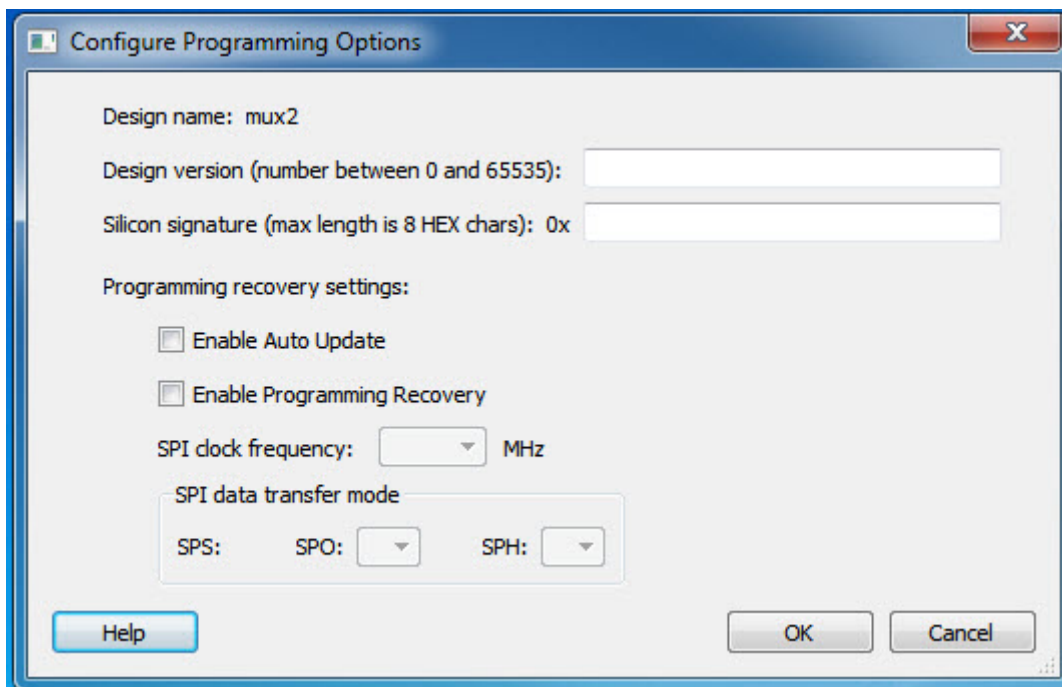 Configure Programming Options
Design name: mux2
Design version (number between 0 and 65535):
Silicon signature (max length is 8 HEX chars): 0x
Programming recovery settings:
Enable Auto Update
Enable Programming Recovery
SPI clock frequency: MHz
SPI data transfer mode
SPS: SPO: SPH:
Help OK Cancel